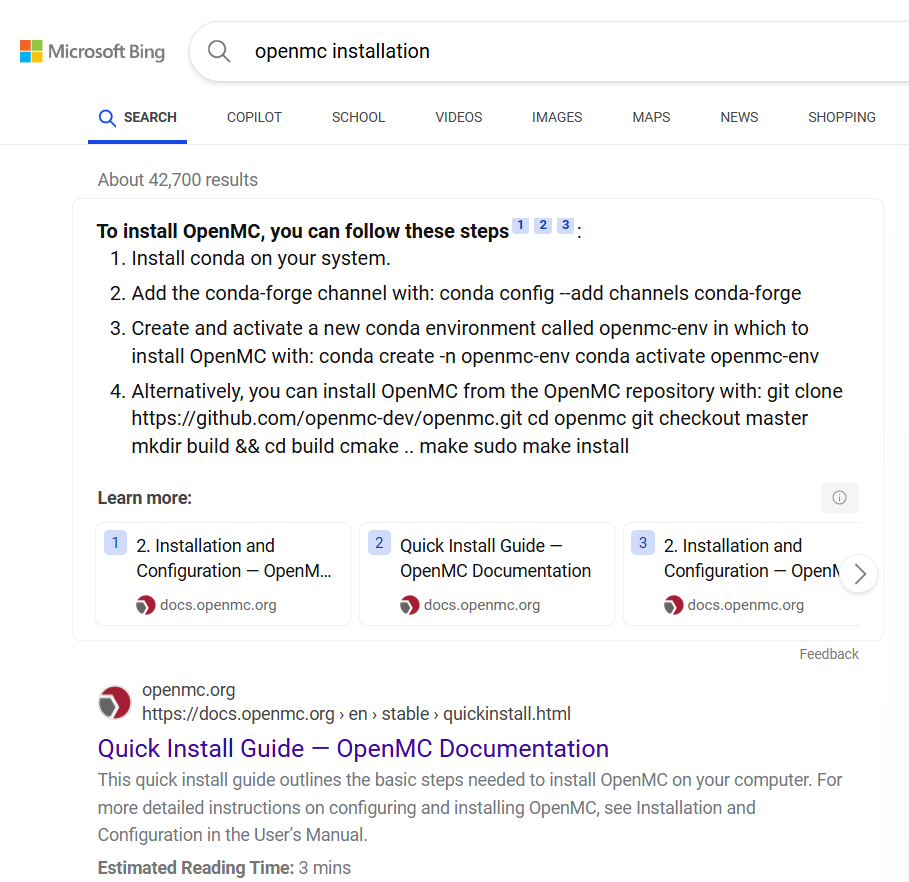 Microsoft Bing
openmc installation
SEARCH COPILOT SCHOOL VIDEOS IMAGES MAPS NEWS SHOPPING
About 42,700 results
To install OpenMC, you can follow these steps 1 2 3 :
1. Install conda on your system.
2. Add the conda-forge channel with: conda config --add channels conda-forge
3. Create and activate a new conda environment called openmc-env in which to
install OpenMC with: conda create -n openmc-env conda activate openmc-env
4. Alternatively, you can install OpenMC from the OpenMC repository with: git clone
https://github.com/openmc-dev/openmc.git cd openmc git checkout master
mkdir build && cd build cmake .. make sudo make install
Learn more:
1 2. Installation and
Configuration — OpenM...
docs.openmc.org
2 Quick Install Guide —
OpenMC Documentation
docs.openmc.org
3 2. Installation and
Configuration — OpenM
docs.openmc.org
Feedback
openmc.org
https://docs.openmc.org › en › stable › quickinstall.html
Quick Install Guide — OpenMC Documentation
This quick install guide outlines the basic steps needed to install OpenMC on your computer. For
more detailed instructions on configuring and installing OpenMC, see Installation and
Configuration in the User’s Manual.
Estimated Reading Time: 3 mins